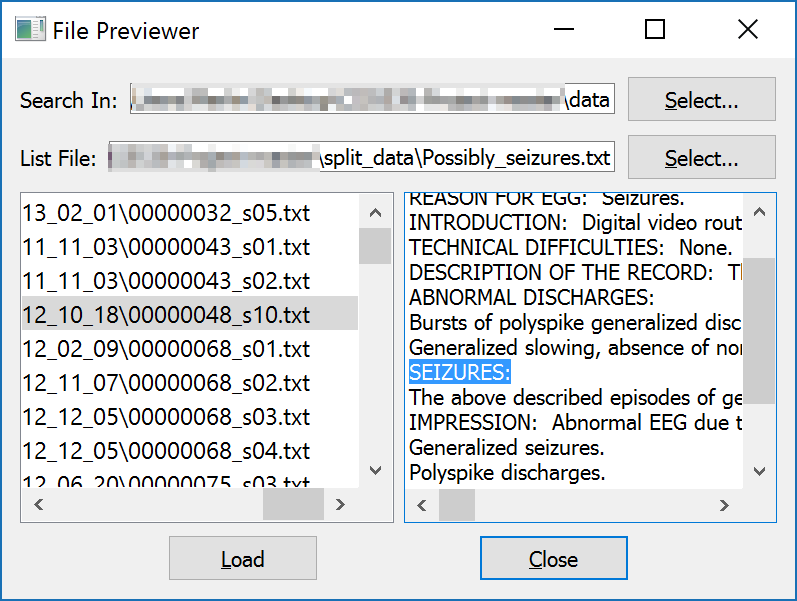 File Previewer
Search In: \data Select...
List File: \split_data\Possibly_seizures.txt Select...
13_02_01\00000032_s05.txt
11_11_03\00000043_s01.txt
11_11_03\00000043_s02.txt
12_10_18\00000048_s10.txt
12_02_09\00000068_s01.txt
12_11_07\00000068_s02.txt
12_12_05\00000068_s03.txt
12_12_05\00000068_s04.txt
12_06_20\00000075_s03.txt
REASON FOR EGG: Seizures.
INTRODUCTION: Digital video rout
TECHNICAL DIFFICULTIES: None.
DESCRIPTION OF THE RECORD: T
ABNORMAL DISCHARGES:
Bursts of polyspike generalized disc
Generalized slowing, absence of no
SEIZURES:
The above described episodes of ge
IMPRESSION: Abnormal EEG due t
Generalized seizures.
Polyspike discharges.
Load
Close